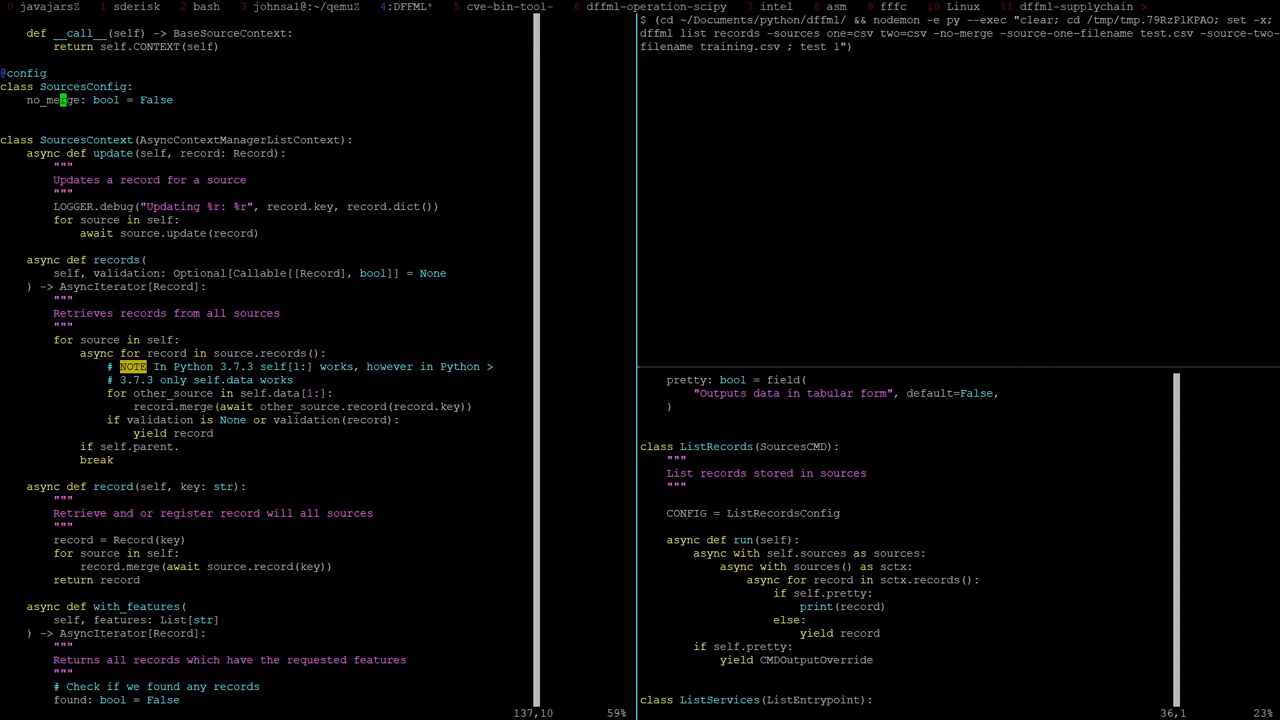 0 javajarsZ  1 sderisk  2 bash  3 johnsal@:~/qemuZ  4:DFFML*  5 cve-bin-tool-  6 dffml-operation-scipy  7 intel  8 asm  9 fffc  10 Linux  11 dffml-supplychain >
    def __call__(self) -> BaseSourceContext:
        return self.CONTEXT(self)
@config
class SourcesConfig:
    no_merge: bool = False
class SourcesContext(AsyncContextManagerListContext):
    async def update(self, record: Record):
        """
        Updates a record for a source
        """
        LOGGER.debug("Updating %r: %r", record.key, record.dict())
        for source in self:
            await source.update(record)
    async def records(
        self, validation: Optional[Callable[[Record], bool]] = None
    ) -> AsyncIterator[Record]:
        """
        Retrieves records from all sources
        """
        for source in self:
            async for record in source.records():
                # NOTE In Python 3.7.3 self[1:] works, however in Python >
                # 3.7.3 only self.data works
                for other_source in self.data[1:]:
                    record.merge(await other_source.record(record.key))
                if validation is None or validation(record):
                    yield record
            if self.parent.
            break
    async def record(self, key: str):
        """
        Retrieve and or register record will all sources
        """
        record = Record(key)
        for source in self:
            record.merge(await source.record(key))
        return record
    async def with_features(
        self, features: List[str]
    ) -> AsyncIterator[Record]:
        """
        Returns all records which have the requested features
        """
        # Check if we found any records
        found: bool = False
137,10  59%
$ (cd ~/Documents/python/dffml/ && nodemon -e py --exec "clear; cd /tmp/tmp.79RzPlKPAO; set -x;
dffml list records -sources one=csv two=csv -no-merge -source-one-filename test.csv -source-two-
filename training.csv ; test 1")
    pretty: bool = field(
        "Outputs data in tabular form", default=False,
    )
class ListRecords(SourcesCMD):
    """
    List records stored in sources
    """
    CONFIG = ListRecordsConfig
    async def run(self):
        async with self.sources as sources:
            async with sources() as sctx:
                async for record in sctx.records():
                    if self.pretty:
                        print(record)
                    else:
                        yield record
        if self.pretty:
            yield CMDOutputOverride
class ListServices(ListEntrypoint):
36,1  23%